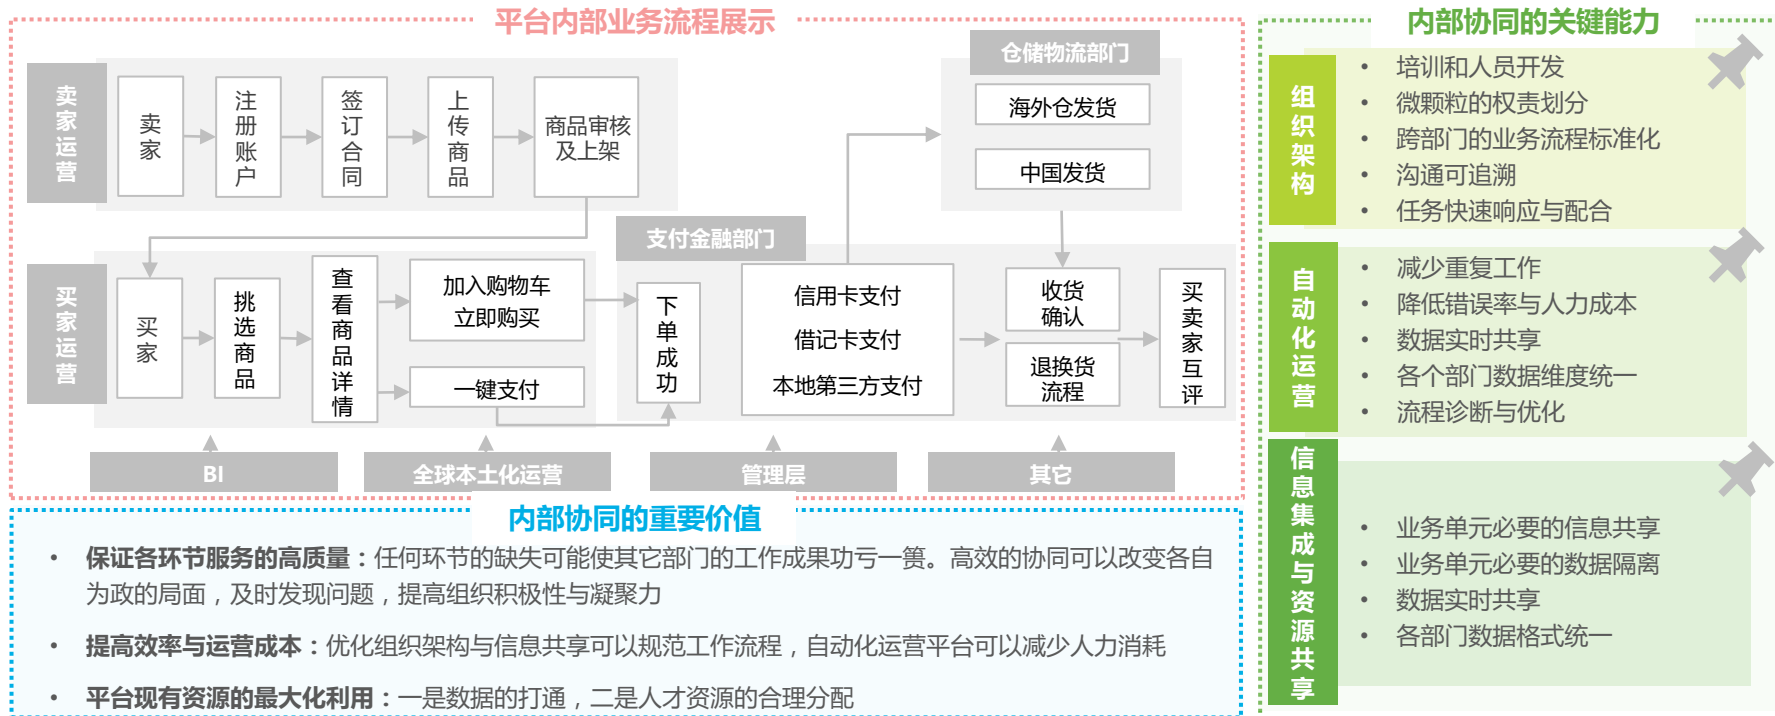 平台内部业务流程展示
卖家运营
卖家
注册账户
签订合同
上传商品
商品审核
及上架
仓储物流部门
海外仓发货
中国发货
买家运营
买家
挑选商品
查看商品详情
加入购物车
立即购买
一键支付
支付金融部门
下单成功
信用卡支付
借记卡支付
本地第三方支付
收货
确认
退换货
流程
买卖家互评
BI
全球本土化运营
管理层
其它
内部协同的重要价值
• 保证各环节服务的高质量：任何环节的缺失可能使其它部门的工作成果功亏一篑。高效的协同可以改变各自
为政的局面，及时发现问题，提高组织积极性与凝聚力
• 提高效率与运营成本：优化组织架构与信息共享可以规范工作流程，自动化运营平台可以减少人力消耗
• 平台现有资源的最大化利用：一是数据的打通，二是人才资源的合理分配
内部协同的关键能力
组织架构
• 培训和人员开发
• 微颗粒的权责划分
• 跨部门的业务流程标准化
• 沟通可追溯
• 任务快速响应与配合
自动化运营
• 减少重复工作
• 降低错误率与人力成本
• 数据实时共享
• 各个部门数据维度统一
• 流程诊断与优化
信息集成与资源共享
• 业务单元必要的信息共享
• 业务单元必要的数据隔离
• 数据实时共享
• 各部门数据格式统一